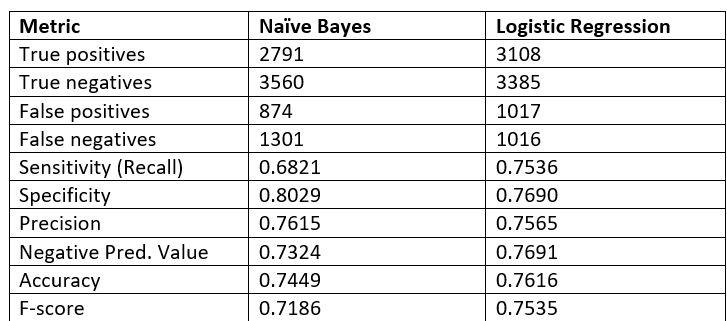 Metric Naïve Bayes Logistic Regression
True positives 2791 3108
True negatives 3560 3385
False positives 874 1017
False negatives 1301 1016
Sensitivity (Recall) 0.6821 0.7536
Specificity 0.8029 0.7690
Precision 0.7615 0.7565
Negative Pred. Value 0.7324 0.7691
Accuracy 0.7449 0.7616
F-score 0.7186 0.7535